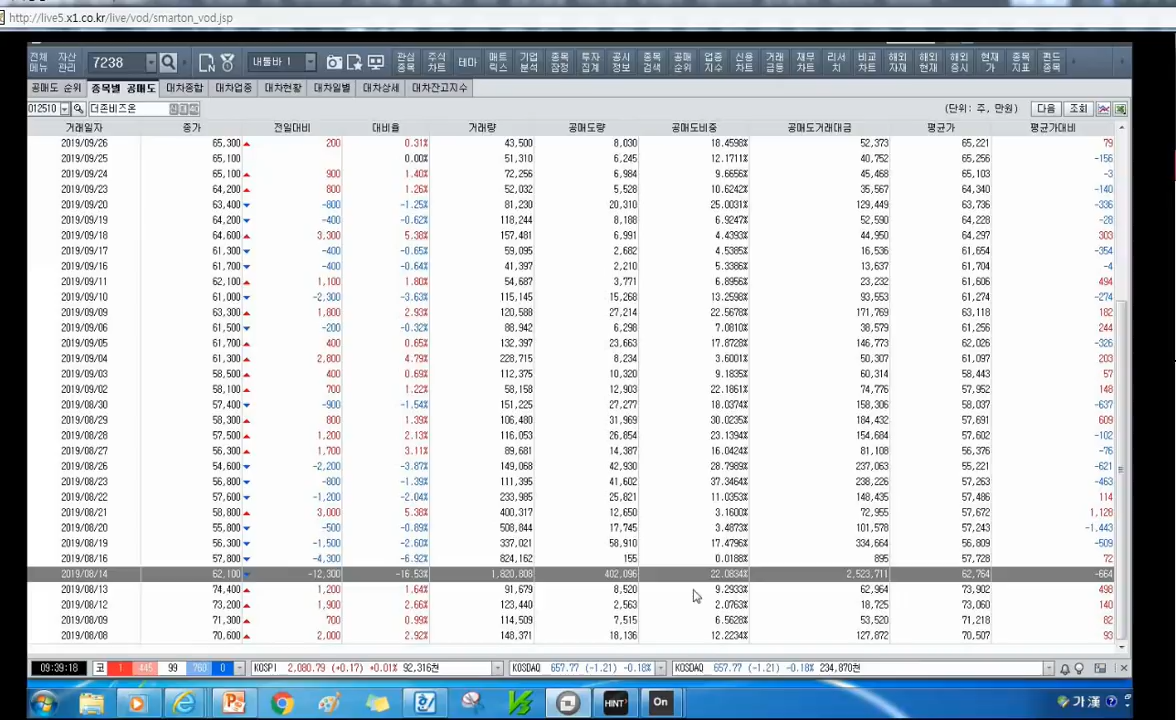 http://live5.x1.co.kr/live/vod/smarton_vod.jsp
전체메뉴 자산관리 7238 내툴바 1 관심종목 주식차트 테마 매트릭스 기업분석 종목잠정 투자집계 공시정보 종목검색 공매순위 업종지수 신용차트 거래금융 재무차트 리서치 비교차트 해외자재 해외현재 해외증시 현재가 종목지표 펀드종목
공매도 순위 종목별 공매도 대차종합 대차업종 대차현황 대차일별 대차상세 대차잔고지수
012510 더존비즈온 (단위: 주, 만원) 다음 조회
거래일자 종가 전일대비 대비율 거래량 공매도량 공매도비중 공매도거래대금 평균가 평균가대비
2019/09/26 65,300 ▲ 200 0.31% 43,500 8,030 18.4598% 52,373 65,221 79
2019/09/25 65,100 0.00% 51,310 6,245 12.1711% 40,752 65,256 -156
2019/09/24 65,100 ▲ 900 1.40% 72,256 6,984 9.6656% 45,468 65,103 -3
2019/09/23 64,200 ▲ 800 1.26% 52,032 5,528 10.6242% 35,567 64,340 -140
2019/09/20 63,400 ▼ -800 -1.25% 81,230 20,310 25.0031% 129,449 63,736 -336
2019/09/19 64,200 ▼ -400 -0.62% 118,244 8,188 6.9247% 52,590 64,228 -28
2019/09/18 64,600 ▲ 3,300 5.38% 157,481 6,991 4.4393% 44,950 64,297 303
2019/09/17 61,300 ▼ -400 -0.65% 59,095 2,682 4.5385% 16,536 61,654 -354
2019/09/16 61,700 ▼ -400 -0.64% 41,397 2,210 5.3386% 13,637 61,704 -4
2019/09/11 62,100 ▲ 1,100 1.80% 54,687 3,771 6.8956% 23,232 61,606 494
2019/09/10 61,000 ▼ -2,300 -3.63% 115,145 15,268 13.2598% 93,553 61,274 -274
2019/09/09 63,300 ▲ 1,800 2.93% 120,588 27,214 22.5678% 171,769 63,118 182
2019/09/06 61,500 ▼ -200 -0.32% 88,942 6,298 7.0810% 38,579 61,256 244
2019/09/05 61,700 ▲ 400 0.65% 132,397 23,663 17.8728% 146,773 62,026 -326
2019/09/04 61,300 ▲ 2,800 4.79% 228,715 8,234 3.6001% 50,307 61,097 203
2019/09/03 58,500 ▲ 400 0.69% 112,375 10,320 9.1835% 60,314 58,443 57
2019/09/02 58,100 ▲ 700 1.22% 58,158 12,903 22.1861% 74,776 57,952 148
2019/08/30 57,400 ▼ -900 -1.54% 151,225 27,277 18.0374% 158,306 58,037 -637
2019/08/29 58,300 ▲ 800 1.39% 106,480 31,969 30.0235% 184,432 57,691 609
2019/08/28 57,500 ▲ 1,200 2.13% 116,053 26,854 23.1394% 154,684 57,602 -102
2019/08/27 56,300 ▲ 1,700 3.11% 89,681 14,387 16.0424% 81,108 56,376 -76
2019/08/26 54,600 ▼ -2,200 -3.87% 149,068 42,930 28.7989% 237,063 55,221 -621
2019/08/23 56,800 ▼ -800 -1.39% 111,395 41,602 37.3464% 238,226 57,263 -463
2019/08/22 57,600 ▼ -1,200 -2.04% 233,985 25,821 11.0353% 148,435 57,486 114
2019/08/21 58,800 ▲ 3,000 5.38% 400,317 12,650 3.1600% 72,955 57,672 1,128
2019/08/20 55,800 ▼ -500 -0.89% 508,844 17,745 3.4873% 101,578 57,243 -1,443
2019/08/19 56,300 ▼ -1,500 -2.60% 337,021 58,910 17.4796% 334,664 56,809 -509
2019/08/16 57,800 ▼ -4,300 -6.92% 824,162 155 0.0188% 895 57,728 72
2019/08/14 62,100 ▼ -12,300 -16.53% 1,820,808 402,096 22.0834% 2,523,711 62,764 -664
2019/08/13 74,400 ▲ 1,200 1.64% 91,679 8,520 9.2933% 62,964 73,902 498
2019/08/12 73,200 ▲ 1,900 2.66% 123,440 2,563 2.0763% 18,725 73,060 140
2019/08/09 71,300 ▲ 700 0.99% 114,509 7,515 6.5628% 53,520 71,218 82
2019/08/08 70,600 ▲ 2,000 2.92% 148,371 18,136 12.2234% 127,872 70,507 93
09:39:18 코 1 445 99 760 0 KOSPI 2,080.79 (+0.17) +0.01% 92,316천 KOSDAQ 657.77 (-1.21) -0.18% KOSDAQ 657.77 (-1.21) -0.18% 234,870천
HINT On 가 漢